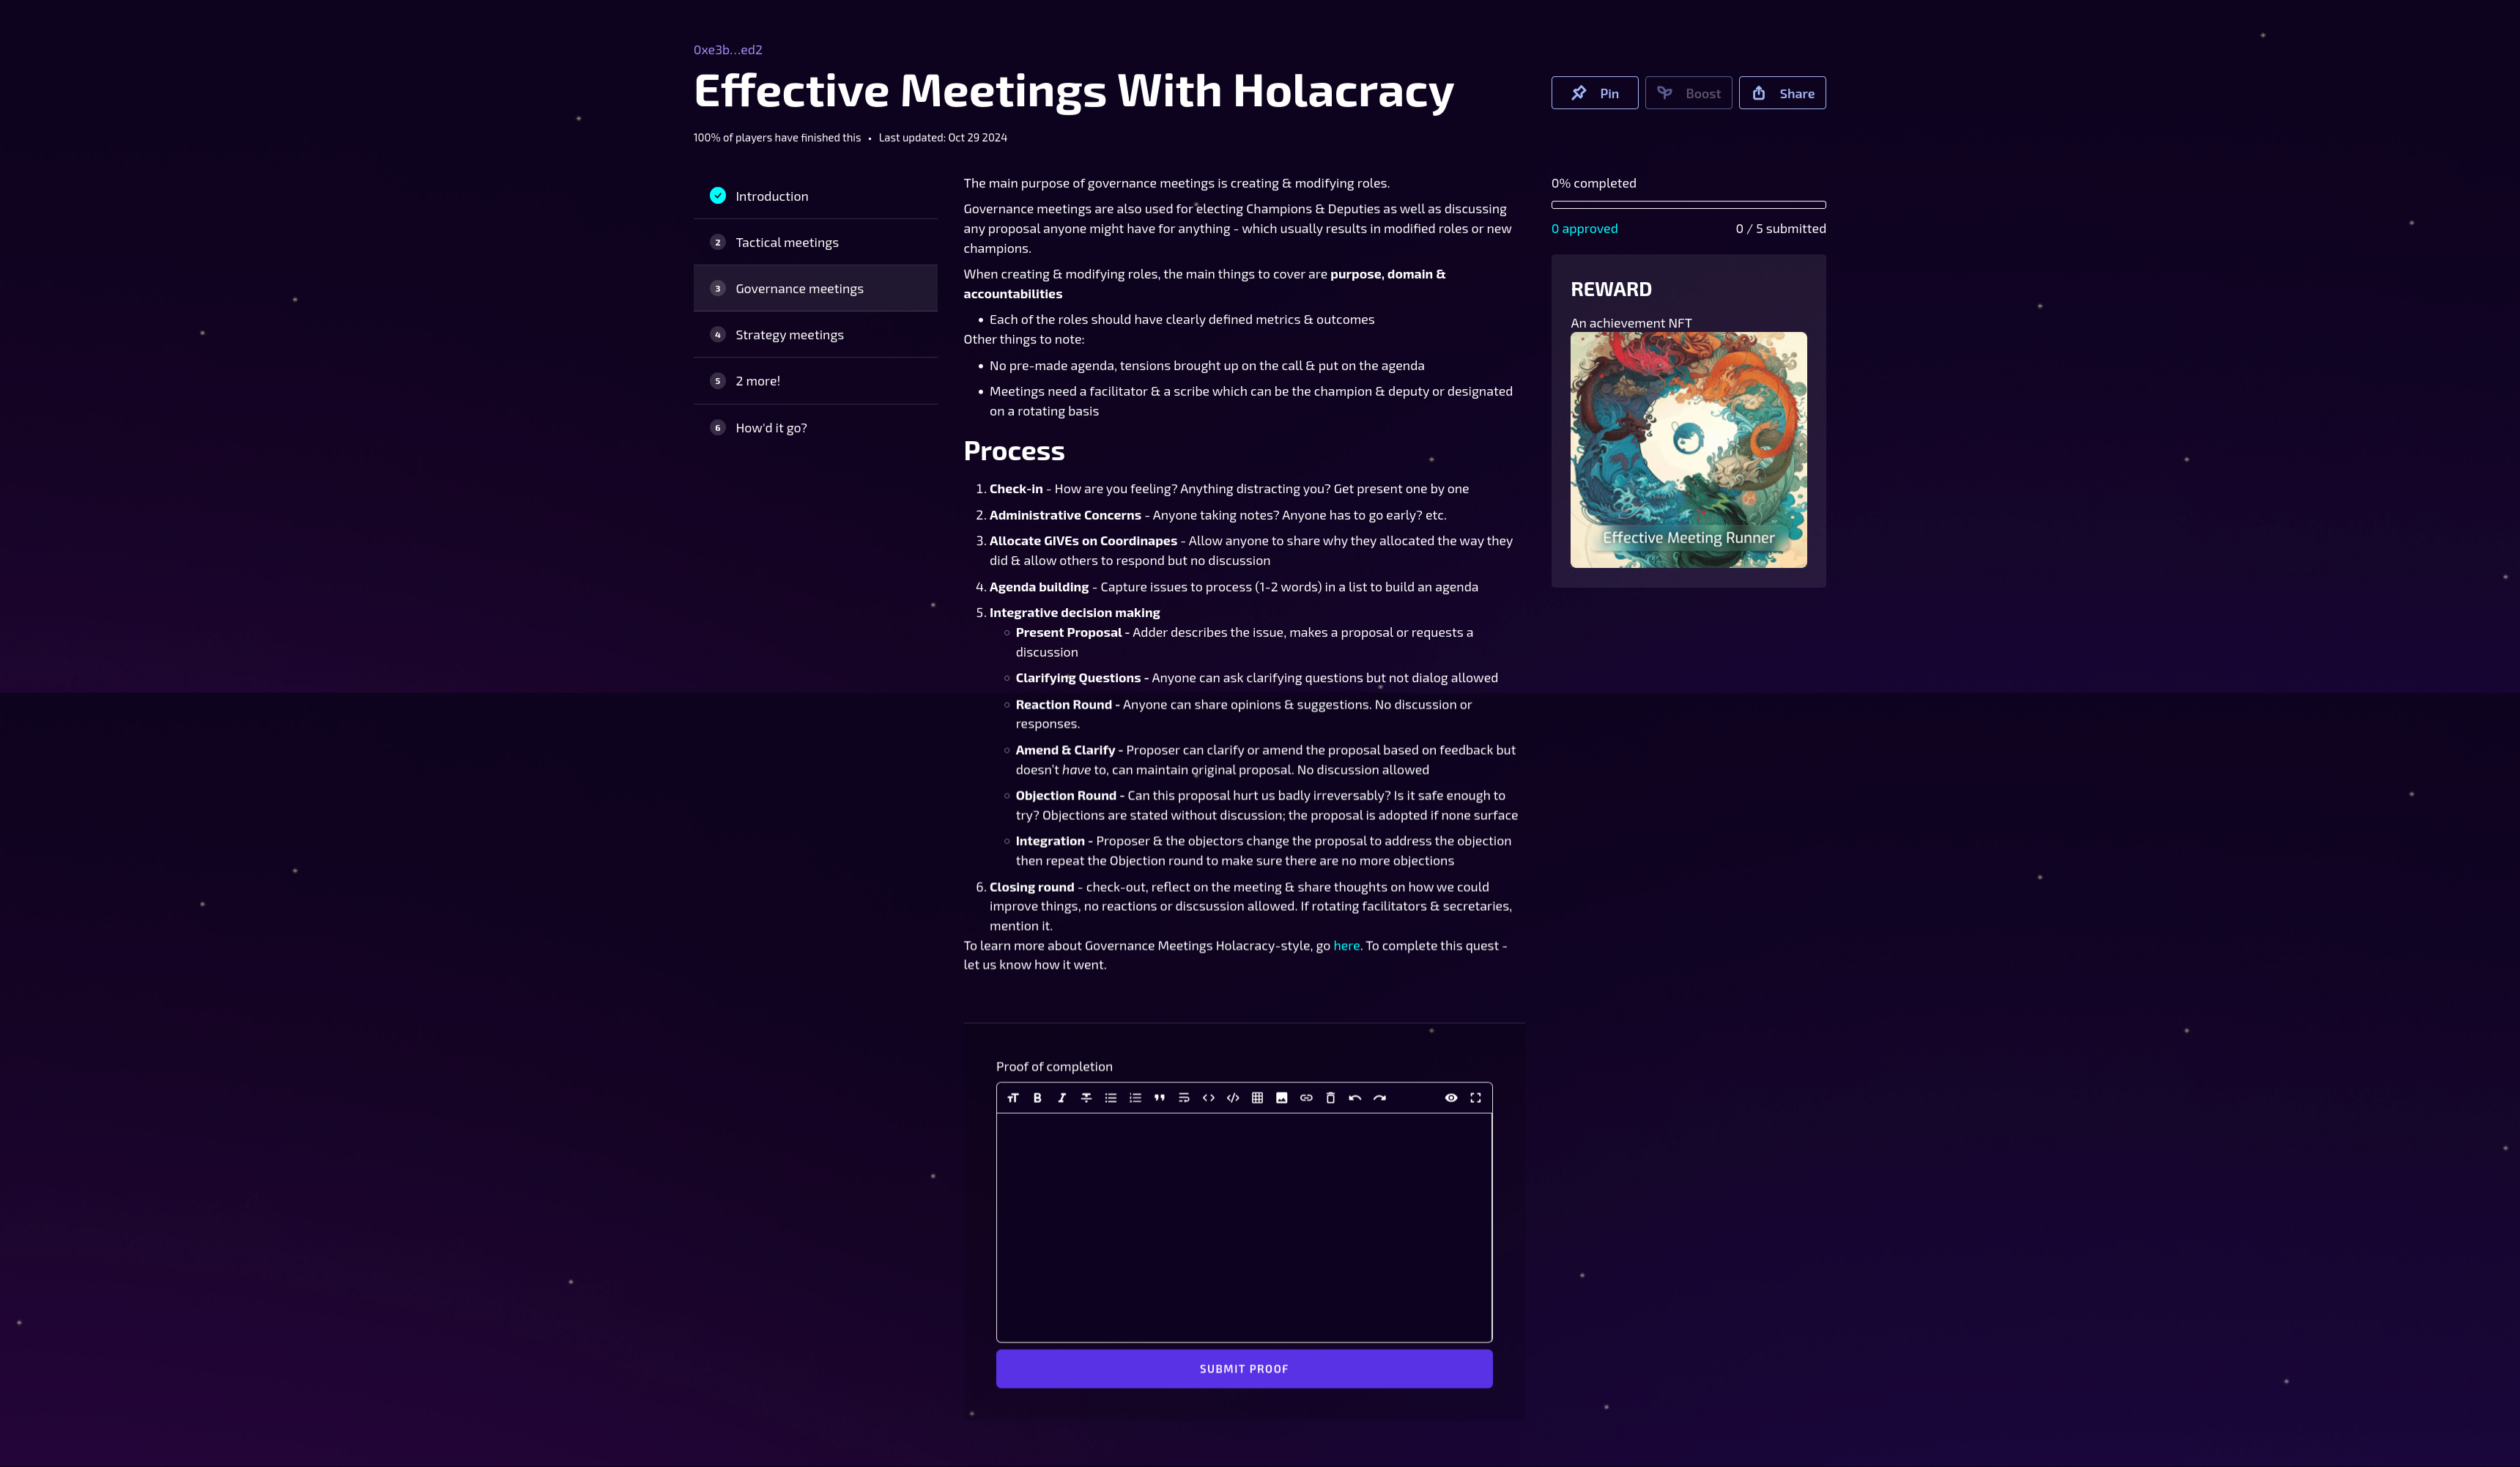 0xe3b...ed2
Effective Meetings With Holacracy
Pin
Boost
Share
100% of players have finished this • Last updated: Oct 29 2024
Introduction
2 Tactical meetings
3 Governance meetings
4 Strategy meetings
5 2 more!
6 How'd it go?
The main purpose of governance meetings is creating & modifying roles.
Governance meetings are also used for electing Champions & Deputies as well as discussing
any proposal anyone might have for anything - which usually results in modified roles or new
champions.
When creating & modifying roles, the main things to cover are purpose, domain &
accountabilities
• Each of the roles should have clearly defined metrics & outcomes
Other things to note:
• No pre-made agenda, tensions brought up on the call & put on the agenda
• Meetings need a facilitator & a scribe which can be the champion & deputy or designated
on a rotating basis
Process
1. Check-in - How are you feeling? Anything distracting you? Get present one by one
2. Administrative Concerns - Anyone taking notes? Anyone has to go early? etc.
3. Allocate GIVEs on Coordinapes - Allow anyone to share why they allocated the way they
did & allow others to respond but no discussion
4. Agenda building - Capture issues to process (1-2 words) in a list to build an agenda
5. Integrative decision making
Present Proposal - Adder describes the issue, makes a proposal or requests a
discussion
Clarifying Questions - Anyone can ask clarifying questions but not dialog allowed
Reaction Round - Anyone can share opinions & suggestions. No discussion or
responses.
Amend & Clarify - Proposer can clarify or amend the proposal based on feedback but
doesn't have to, can maintain original proposal. No discussion allowed
Objection Round - Can this proposal hurt us badly irreversably? Is it safe enough to
try? Objections are stated without discussion; the proposal is adopted if none surface
Integration - Proposer & the objectors change the proposal to address the objection
then repeat the Objection round to make sure there are no more objections
6. Closing round - check-out, reflect on the meeting & share thoughts on how we could
improve things, no reactions or discsussion allowed. If rotating facilitators & secretaries,
mention it.
To learn more about Governance Meetings Holacracy-style, go here. To complete this quest -
let us know how it went.
0% completed
0 approved
0 / 5 submitted
REWARD
An achievement NFT
Effective Meeting Runner
Proof of completion
SUBMIT PROOF